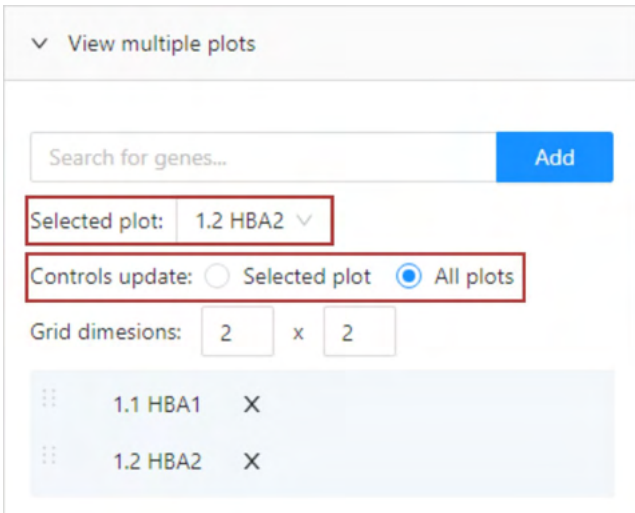 View multiple plots
Search for genes... Add
Selected plot: 1.2 HBA2
Controls update: Selected plot All plots
Grid dimesions: 2 x 2
1.1 HBA1 X
1.2 HBA2 X